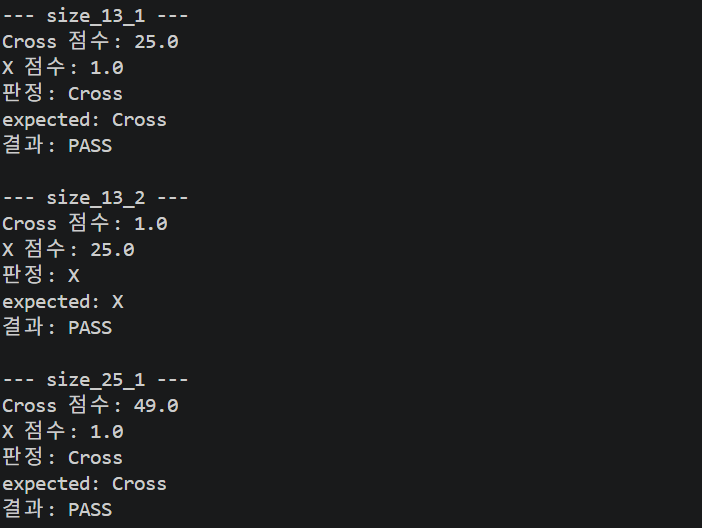 --- size_13_1 ---
Cross 점수: 25.0
X 점수: 1.0
판정: Cross
expected: Cross
결과: PASS
--- size_13_2 ---
Cross 점수: 1.0
X 점수: 25.0
판정: X
expected: X
결과: PASS
--- size_25_1 ---
Cross 점수: 49.0
X 점수: 1.0
판정: Cross
expected: Cross
결과: PASS